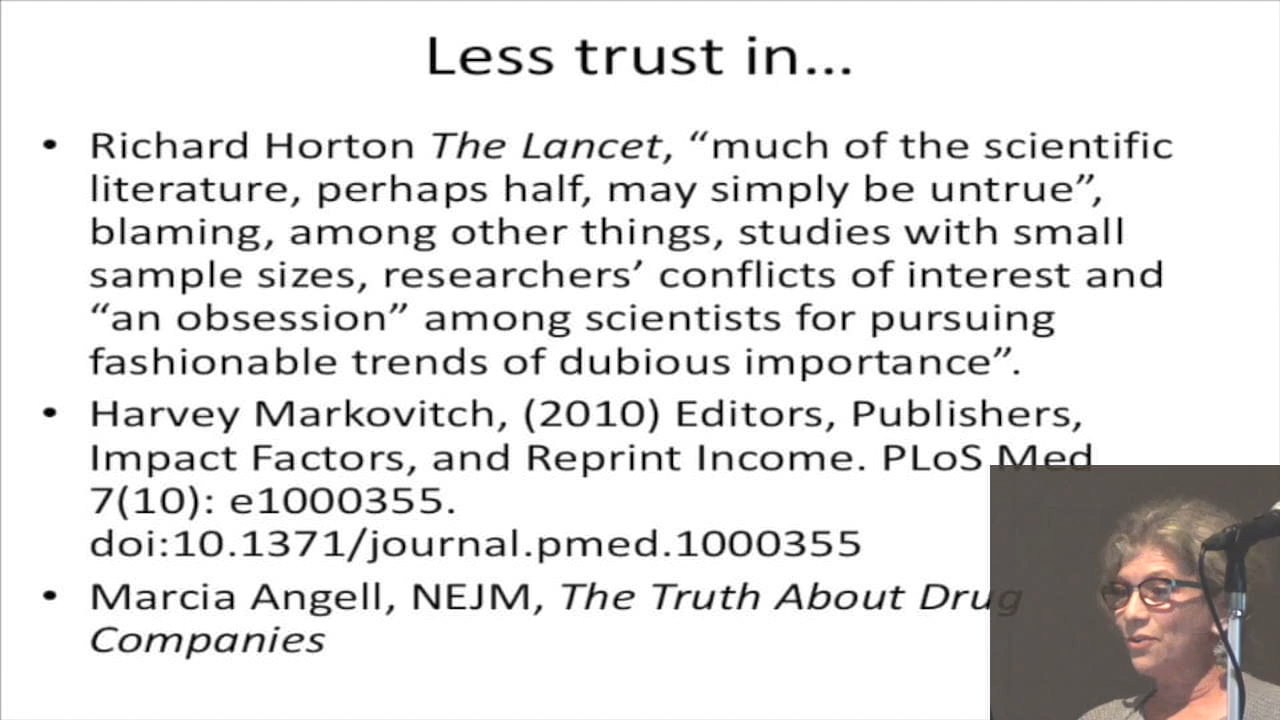 Less trust in...
• Richard Horton The Lancet, “much of the scientific
literature, perhaps half, may simply be untrue”,
blaming, among other things, studies with small
sample sizes, researchers’ conflicts of interest and
“an obsession” among scientists for pursuing
fashionable trends of dubious importance”.
• Harvey Markovitch, (2010) Editors, Publishers,
Impact Factors, and Reprint Income. PLoS Med
7(10): e1000355.
doi:10.1371/journal.pmed.1000355
• Marcia Angell, NEJM, The Truth About Drug
Companies